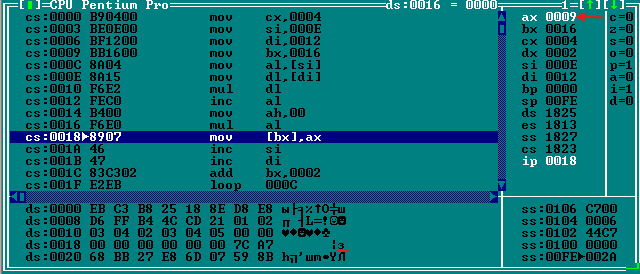 [▮] CPU Pentium Pro ds:0016 = 0000 1=[↑][↓]
cs:0000 B90400 mov cx,0004
cs:0003 BE0E00 mov si,000E
cs:0006 BF1200 mov di,0012
cs:0009 BB1600 mov bx,0016
cs:000C 8A04 mov al,[si]
cs:000E 8A15 mov dl,[di]
cs:0010 F6E2 mul dl
cs:0012 FEC0 inc al
cs:0014 B400 mov ah,00
cs:0016 F6E0 mul al
cs:0018►8907 mov [bx],ax
cs:001A 46 inc si
cs:001B 47 inc di
cs:001C 83C302 add bx,0002
cs:001F E2EB loop 000C
ax 0009 c=0
bx 0016 z=0
cx 0004 s=0
dx 0002 o=0
si 000E p=1
di 0012 a=0
bp 0000 i=1
sp 00FE d=0
ds 1825
es 1813
ss 1827
cs 1823
ip 0018
ds:0000 EB C3 B8 25 18 8E D8 E8
ds:0008 D6 FF B4 4C CD 21 01 02
ds:0010 03 04 02 03 04 05 00 00
ds:0018 00 00 00 00 00 00 7C A7 |з
ds:0020 68 BB 27 E8 6D 07 59 8B
ss:0106 C700
ss:0104 0006
ss:0102 44C7
ss:0100 0000
ss:00FE►002A